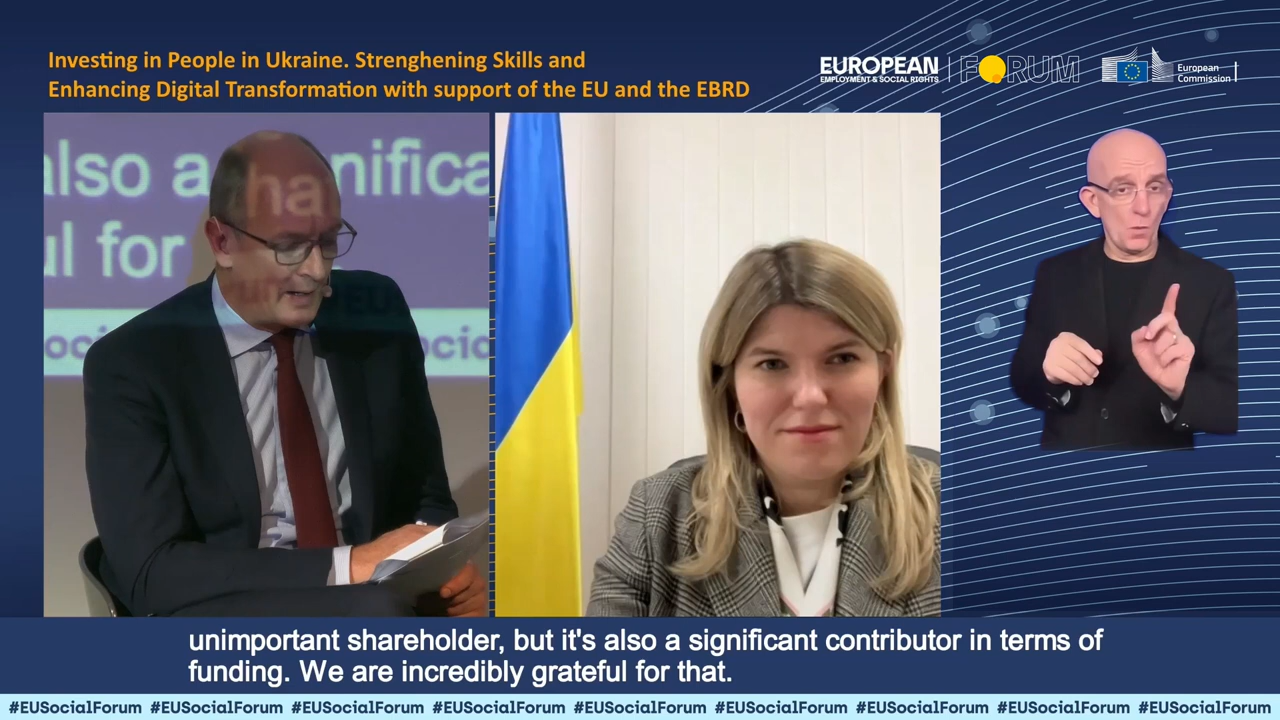 Investing in People in Ukraine. Strenghening Skills and
Enhancing Digital Transformation with support of the EU and the EBRD
EUROPEAN
EMPLOYMENT & SOCIAL RIGHTS
FORUM
European
Commission
also a
nifica
ul for
ha
unimportant shareholder, but it's also a significant contributor in terms of
funding. We are incredibly grateful for that.
#EUSocialForum #EUSocialForum #EUSocialForum #EUSocialForum #EUSocialForum #EUSocialForum #EUSocialForum #EUSocialForum #EUSocialForum